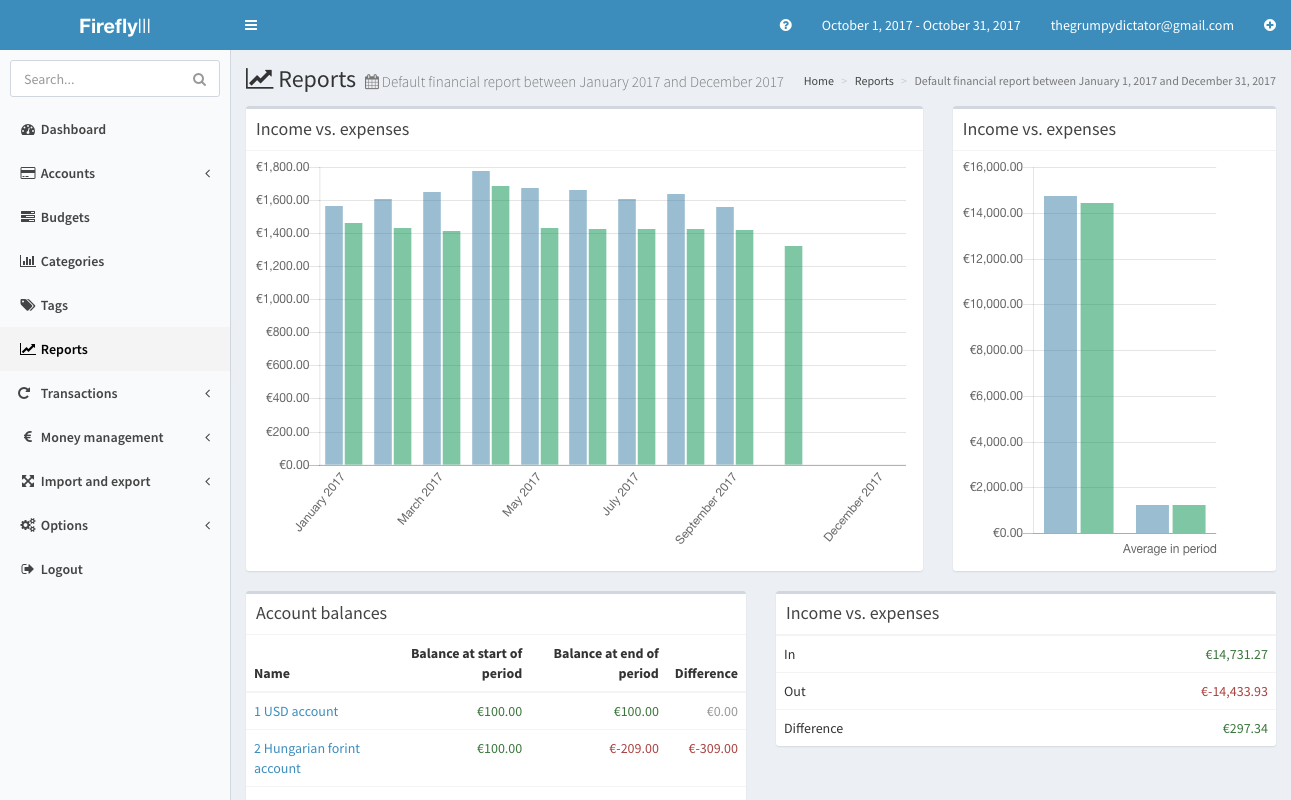 FireflyIII
October 1, 2017 - October 31, 2017
thegrumpydictator@gmail.com
Search...
Dashboard
Accounts
Budgets
Categories
Tags
Reports
Transactions
€ Money management
Import and export
Options
Logout
Reports Default financial report between January 2017 and December 2017
Home > Reports > Default financial report between January 1, 2017 and December 31, 2017
Income vs. expenses
€1,800.00
€1,600.00
€1,400.00
€1,200.00
€1,000.00
€800.00
€600.00
€400.00
€200.00
€0.00
January 2017
March 2017
May 2017
July 2017
September 2017
December 2017
Income vs. expenses
€16,000.00
€14,000.00
€12,000.00
€10,000.00
€8,000.00
€6,000.00
€4,000.00
€2,000.00
€0.00
Average in period
Account balances
Name Balance at start of period Balance at end of period Difference
1 USD account €100.00 €100.00 €0.00
2 Hungarian forint account €100.00 €-209.00 €-309.00
Income vs. expenses
In €14,731.27
Out €-14,433.93
Difference €297.34